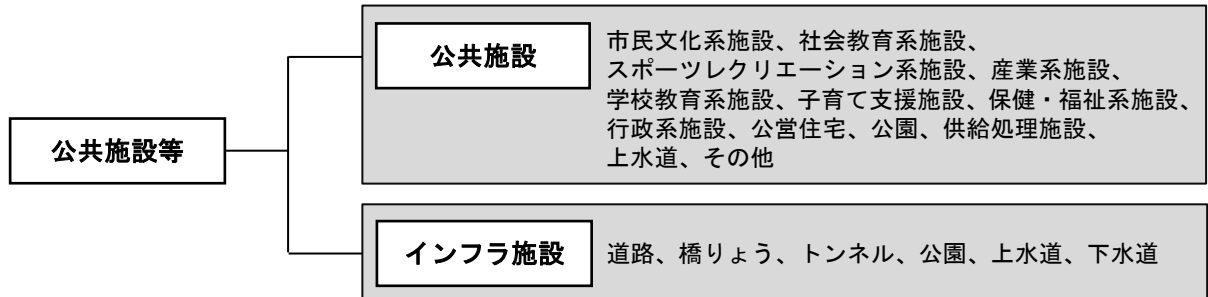 公共施設等
公共施設
市民文化系施設、社会教育系施設、
スポーツレクリエーション系施設、産業系施設、
学校教育系施設、子育て支援施設、保健・福祉系施設、
行政系施設、公営住宅、公園、供給処理施設、
上水道、その他
インフラ施設
道路、橋りょう、トンネル、公園、上水道、下水道